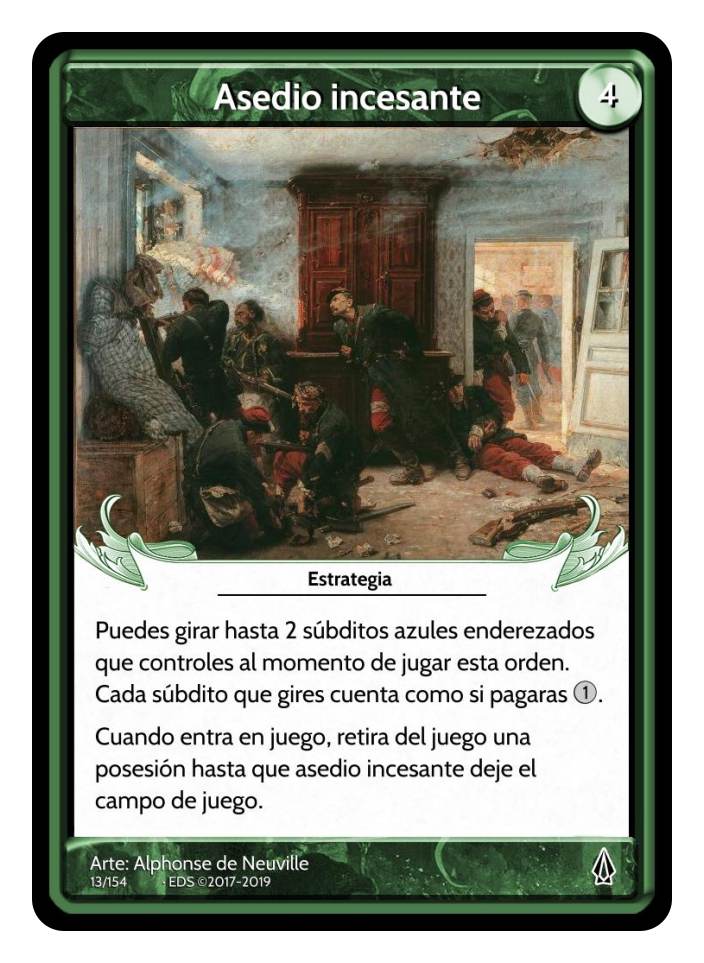 Asedio incesante
4
Estrategia
Puedes girar hasta 2 súbditos azules enderezados
que controles al momento de jugar esta orden.
Cada súbdito que gires cuenta como si pagaras 1.
Cuando entra en juego, retira del juego una
posesión hasta que asedio incesante deje el
campo de juego.
Arte: Alphonse de Neuville
13/154 · EDS ©2017-2019